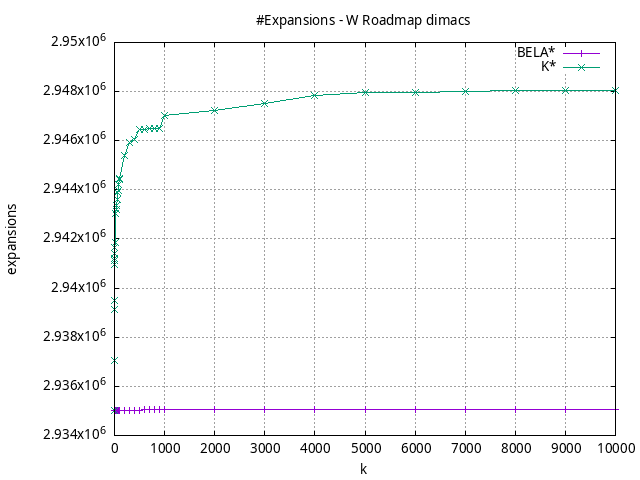 #Expansions - W Roadmap dimacs
BELA*
K*
2.95x10^6
2.948x10^6
2.946x10^6
2.944x10^6
2.942x10^6
2.94x10^6
2.938x10^6
2.936x10^6
2.934x10^6
expansions
0 1000 2000 3000 4000 5000 6000 7000 8000 9000 10000
k